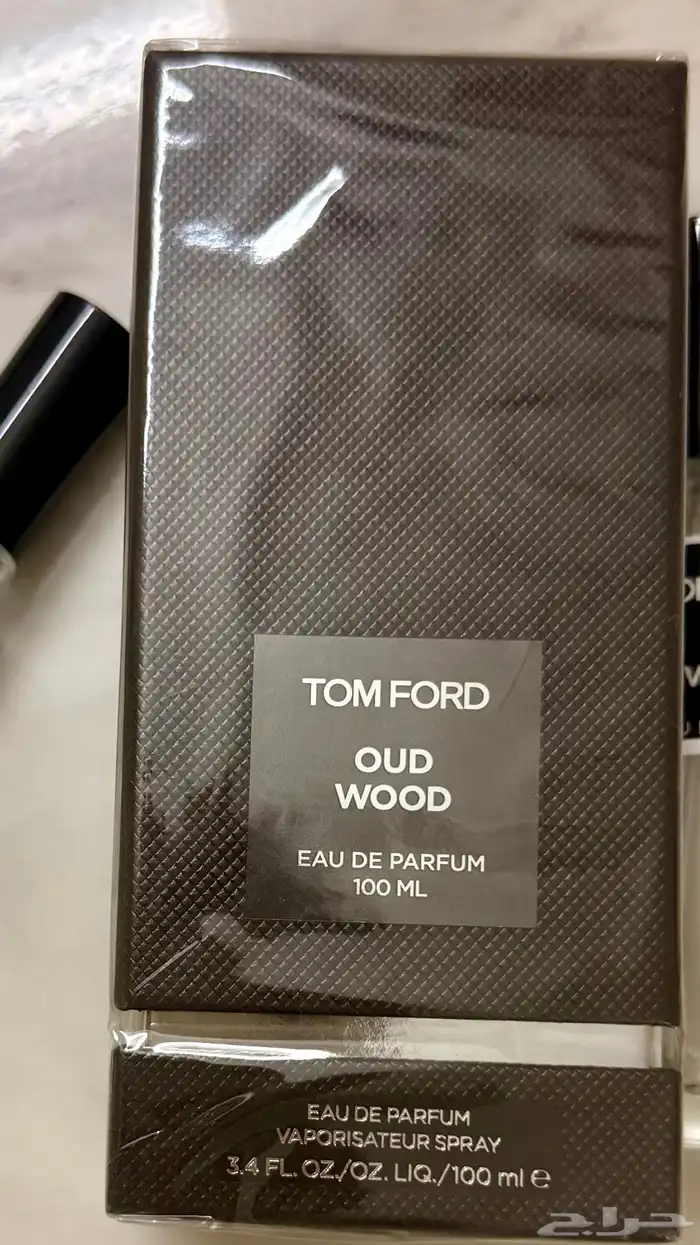 TOM FORD
OUD
WOOD
EAU DE PARFUM
100 ML
EAU DE PARFUM
VAPORISATEUR SPRAY
3.4 FL. OZ./OZ. LIQ./100 ml ℮
حراج